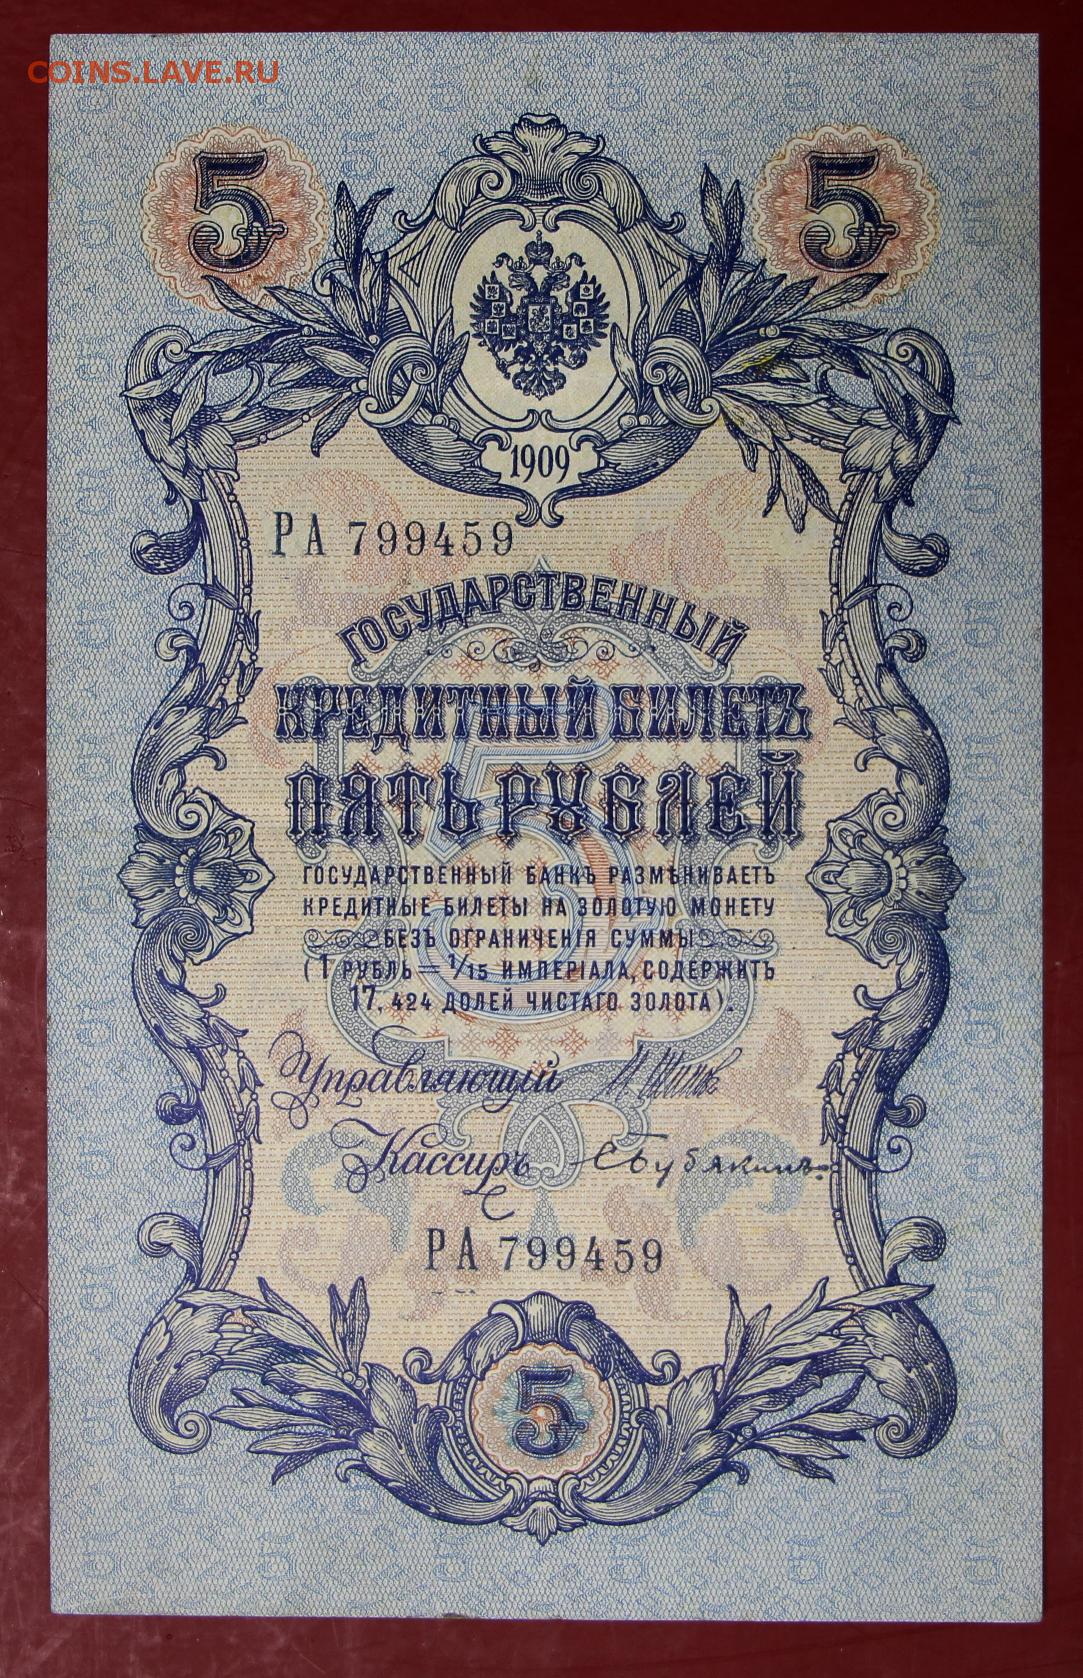 COINS.LAVE.RU
5 5
1909
РА 799459
ГОСУДАРСТВЕННЫЙ
КРЕДИТНЫЙ БИЛЕТЪ
ПЯТЬ РУБЛЕЙ
ГОСУДАРСТВЕННЫЙ БАНКЪ РАЗМѢНИВАЕТЪ
КРЕДИТНЫЕ БИЛЕТЫ НА ЗОЛОТУЮ МОНЕТУ
БЕЗЪ ОГРАНИЧЕНІЯ СУММЫ
(1 РУБЛЬ = 1/15 ИМПЕРІАЛА, СОДЕРЖИТЪ
17,424 ДОЛЕЙ ЧИСТАГО ЗОЛОТА).
Управляющій И Шиповъ
Кассиръ С Бубякинъ
РА 799459
5